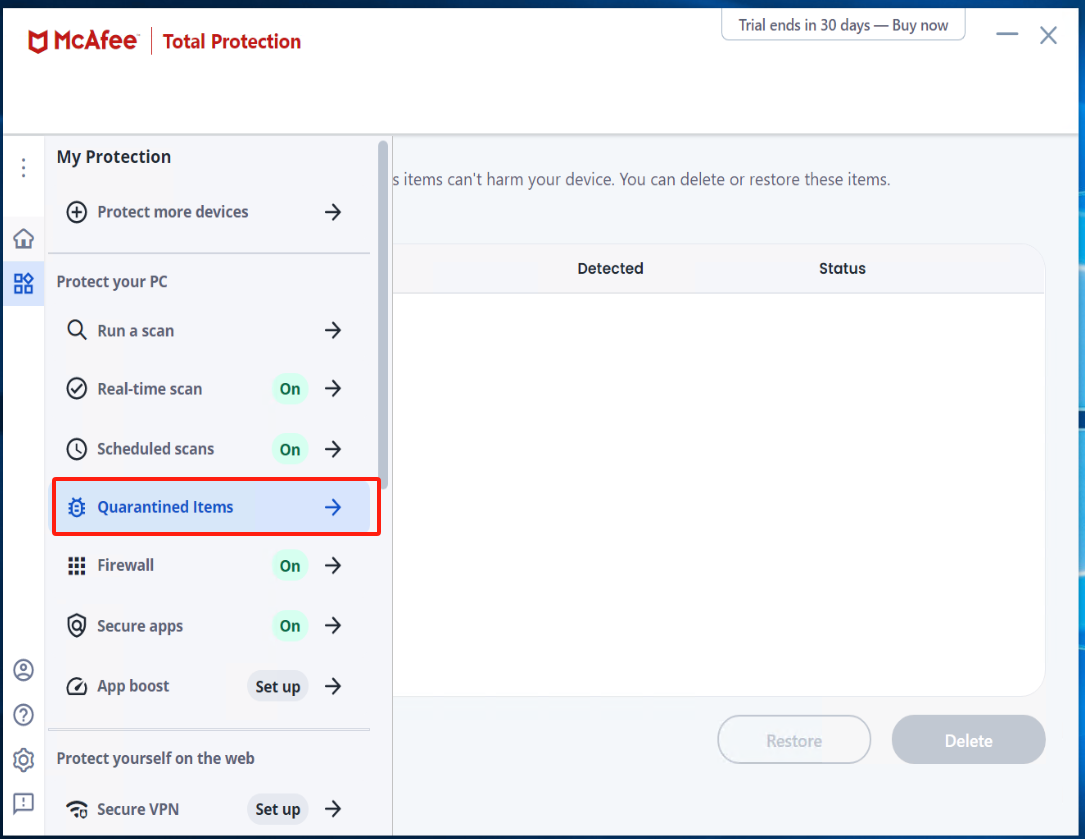 McAfee | Total Protection
Trial ends in 30 days — Buy now
My Protection
Protect more devices
Protect your PC
Run a scan
Real-time scan On
Scheduled scans On
Quarantined Items
Firewall On
Secure apps On
App boost Set up
Protect yourself on the web
Secure VPN Set up
s items can't harm your device. You can delete or restore these items.
Detected Status
Restore Delete